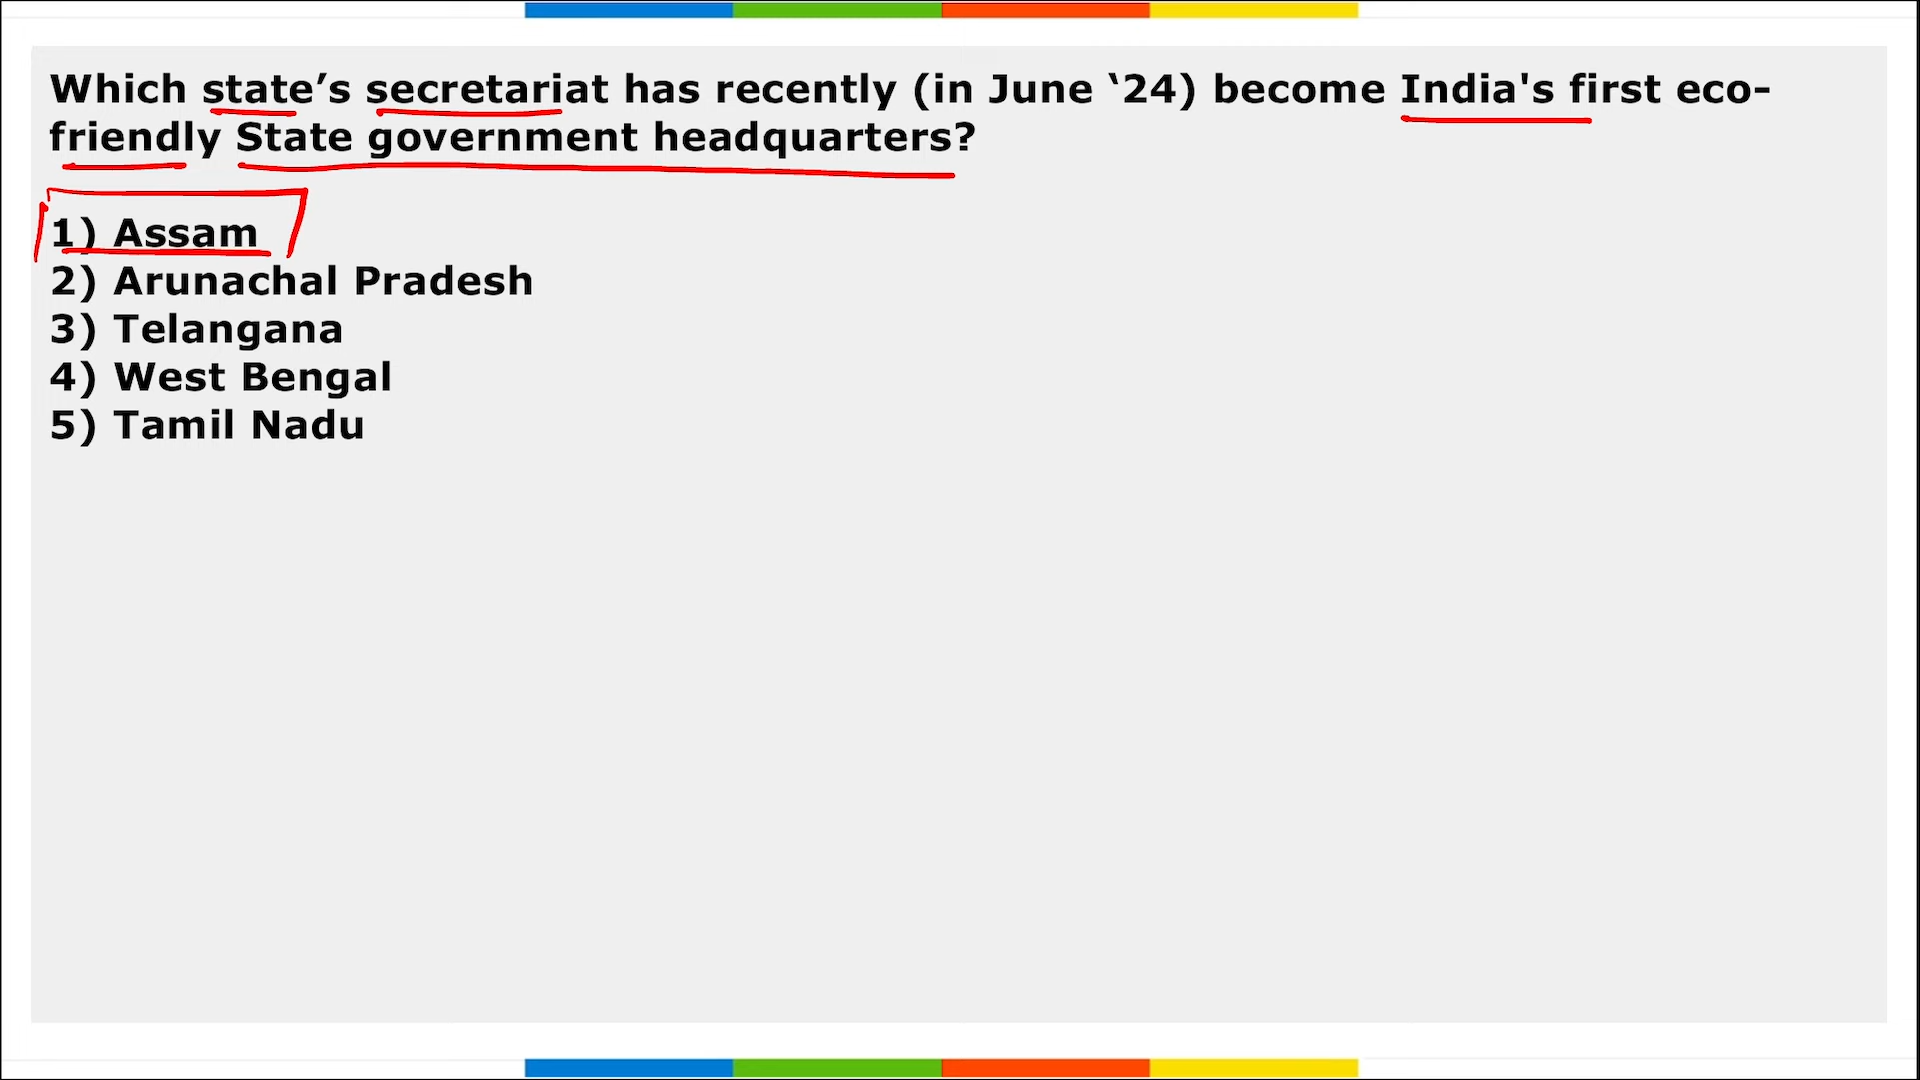 Which state’s secretariat has recently (in June ‘24) become India's first eco-
friendly State government headquarters?
1) Assam
2) Arunachal Pradesh
3) Telangana
4) West Bengal
5) Tamil Nadu